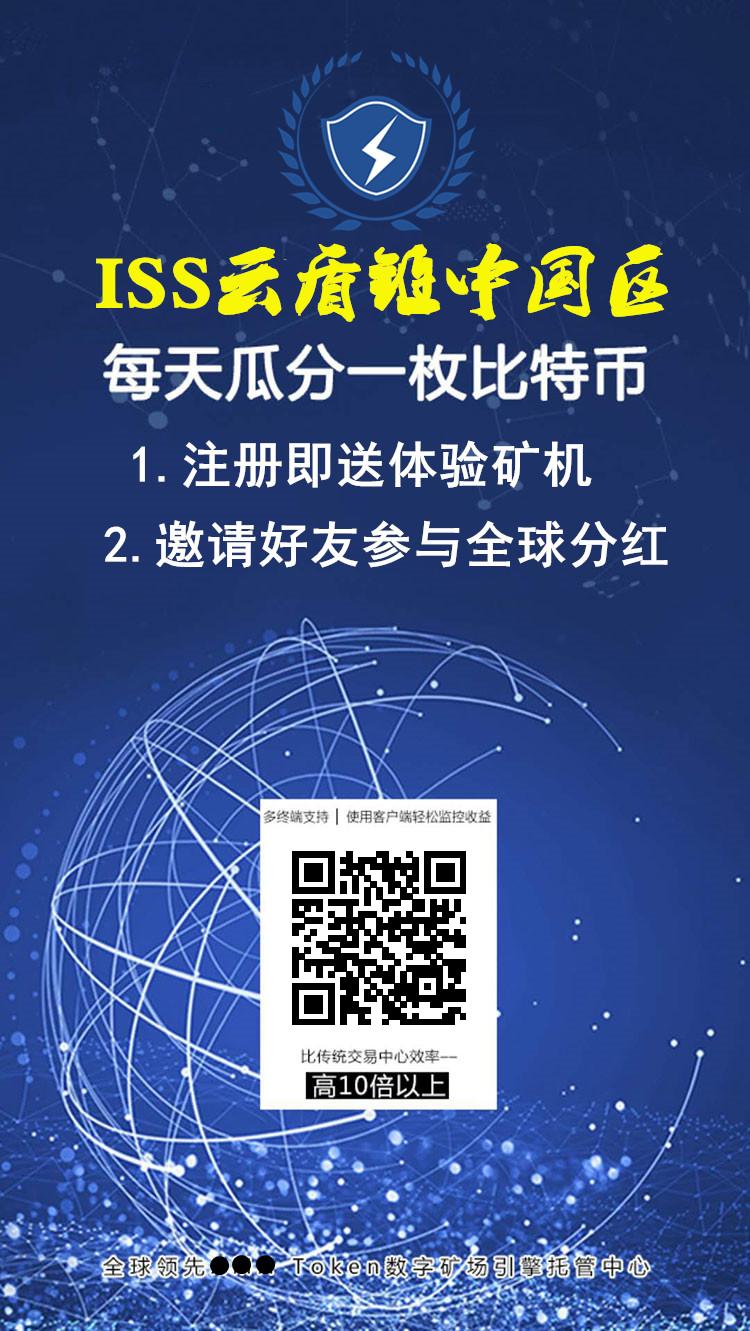 ISS云盾链中国区
每天瓜分一枚比特币
1.注册即送体验矿机
2.邀请好友参与全球分红
多终端支持 | 使用客户端轻松监控收益
比传统交易中心效率——
高10倍以上
全球领先●●● Token数字矿场引擎托管中心